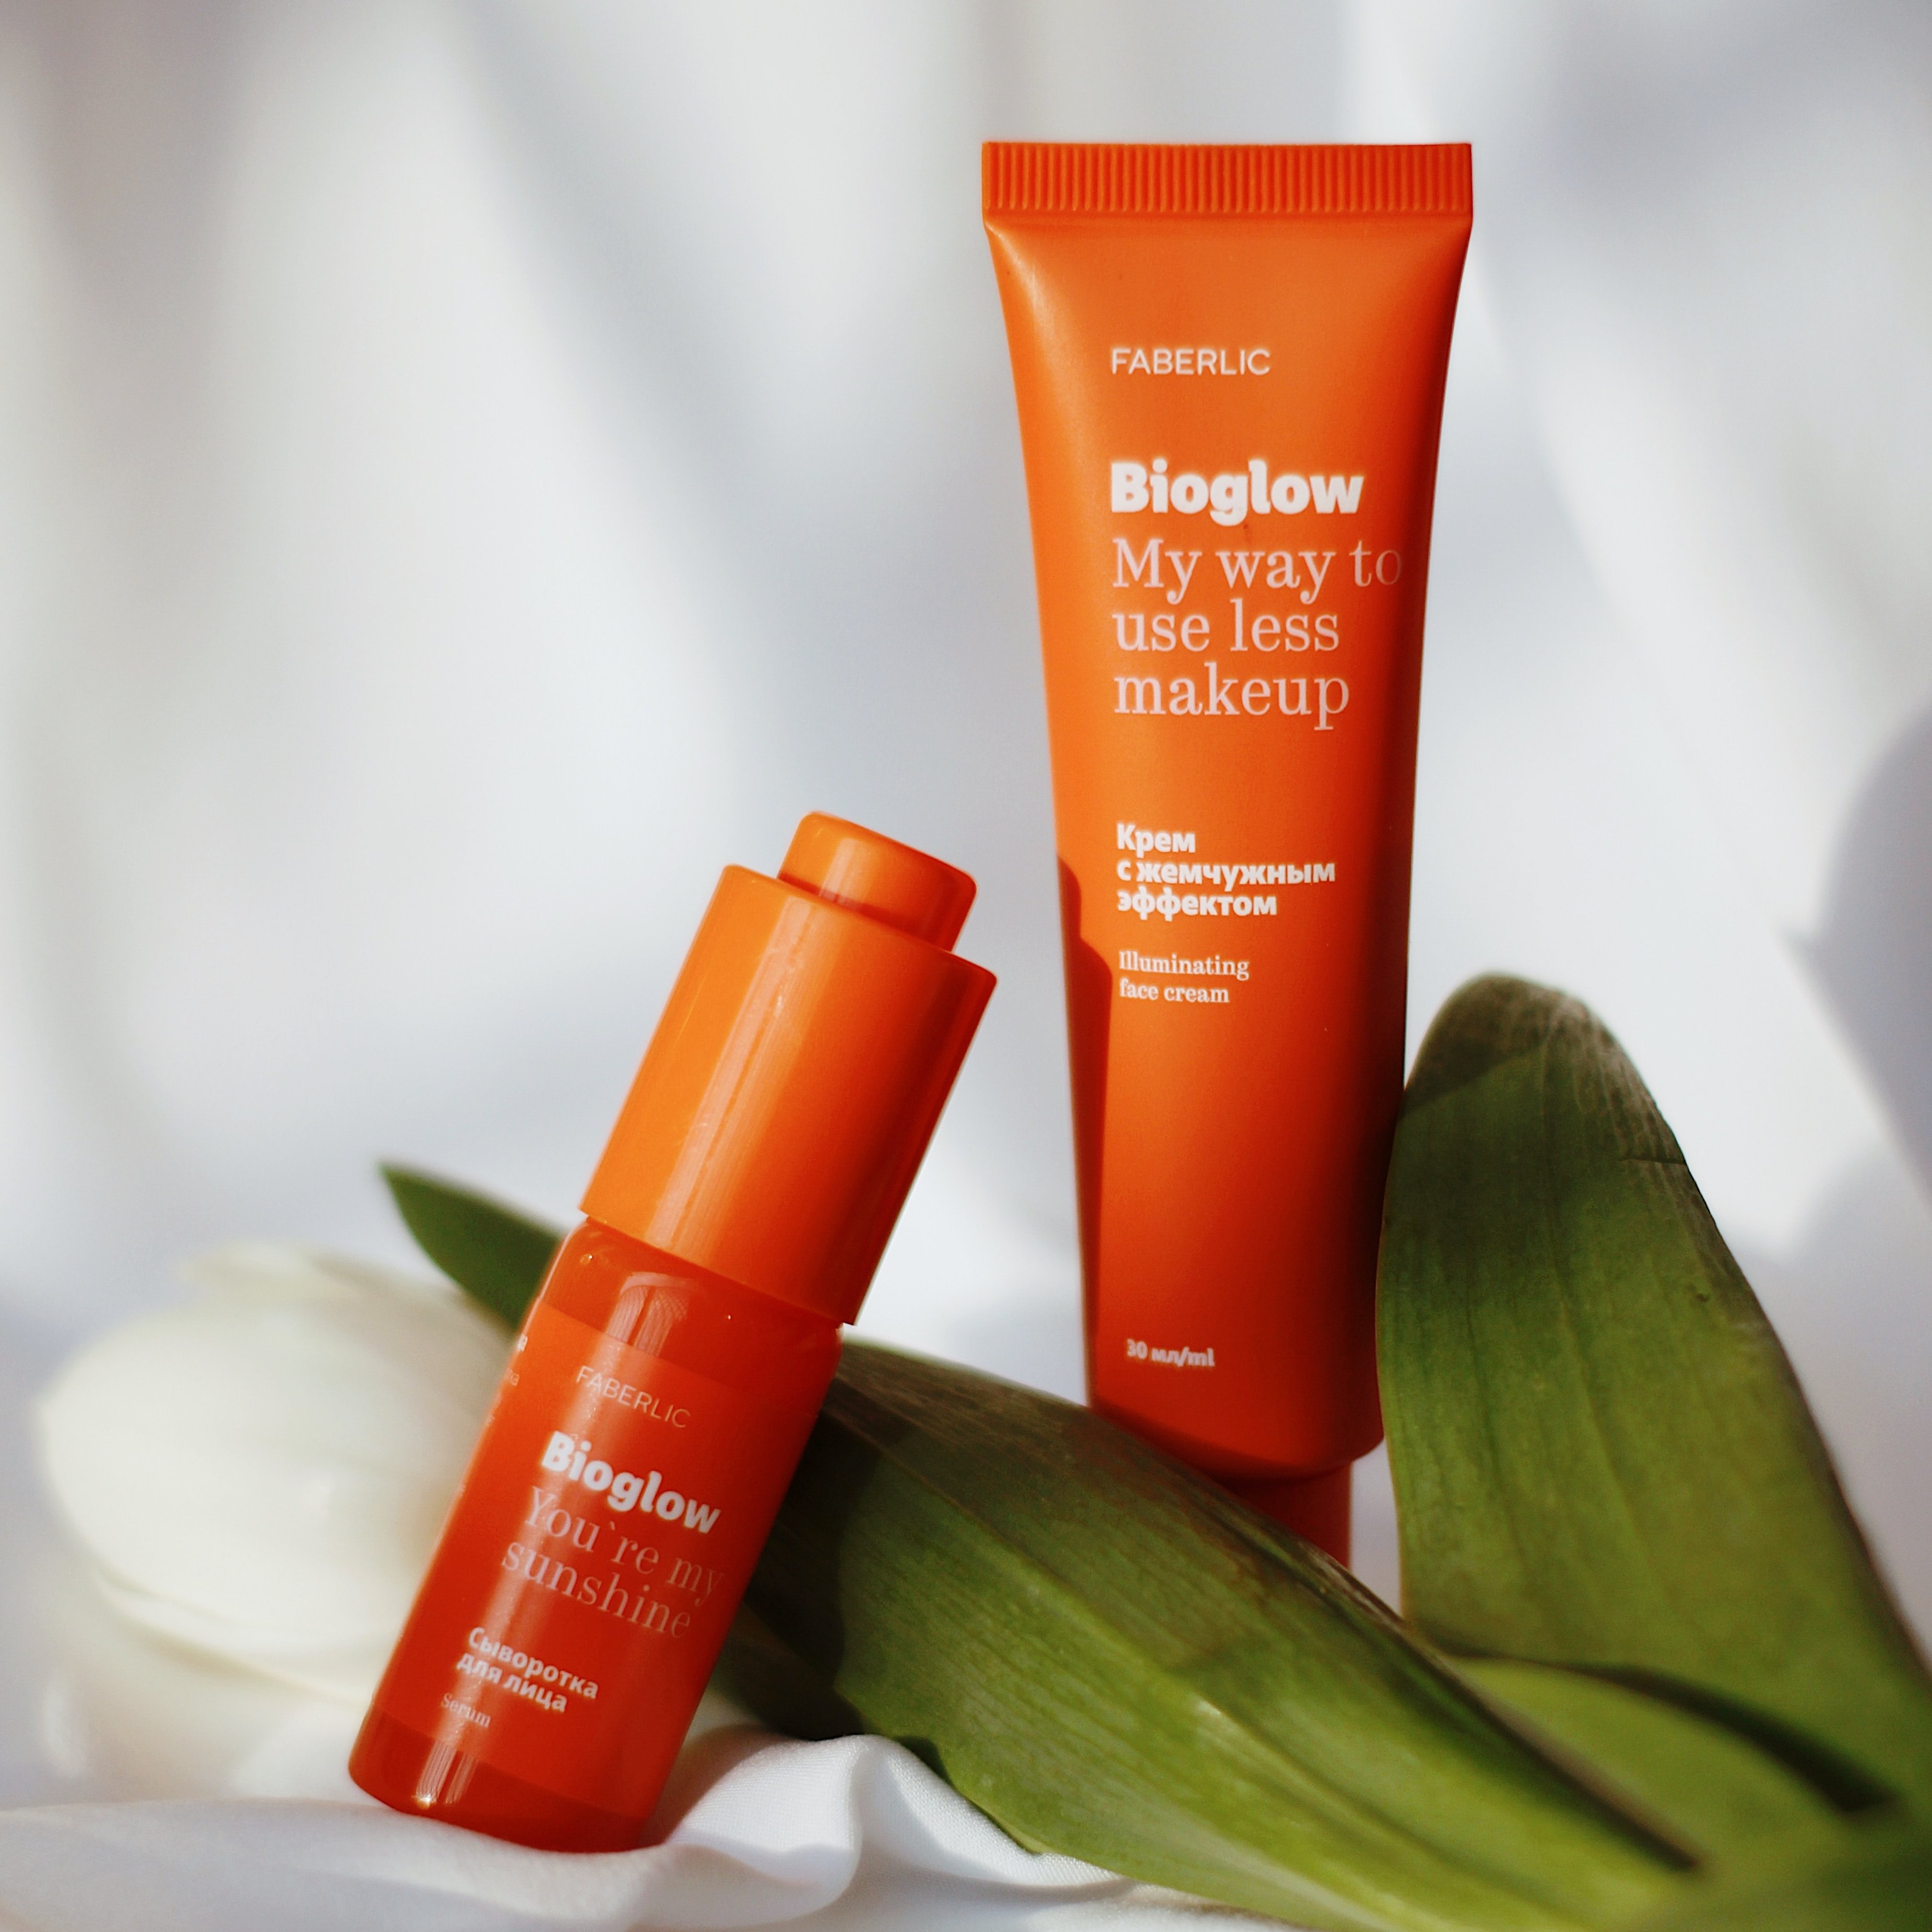 FABERLIC
Bioglow
My way to
use less
makeup
Крем
с жемчужным
эффектом
Illuminating
face cream
30 мл/ml
FABERLIC
Bioglow
You`re my
sunshine
Сыворотка
для лица
Serum